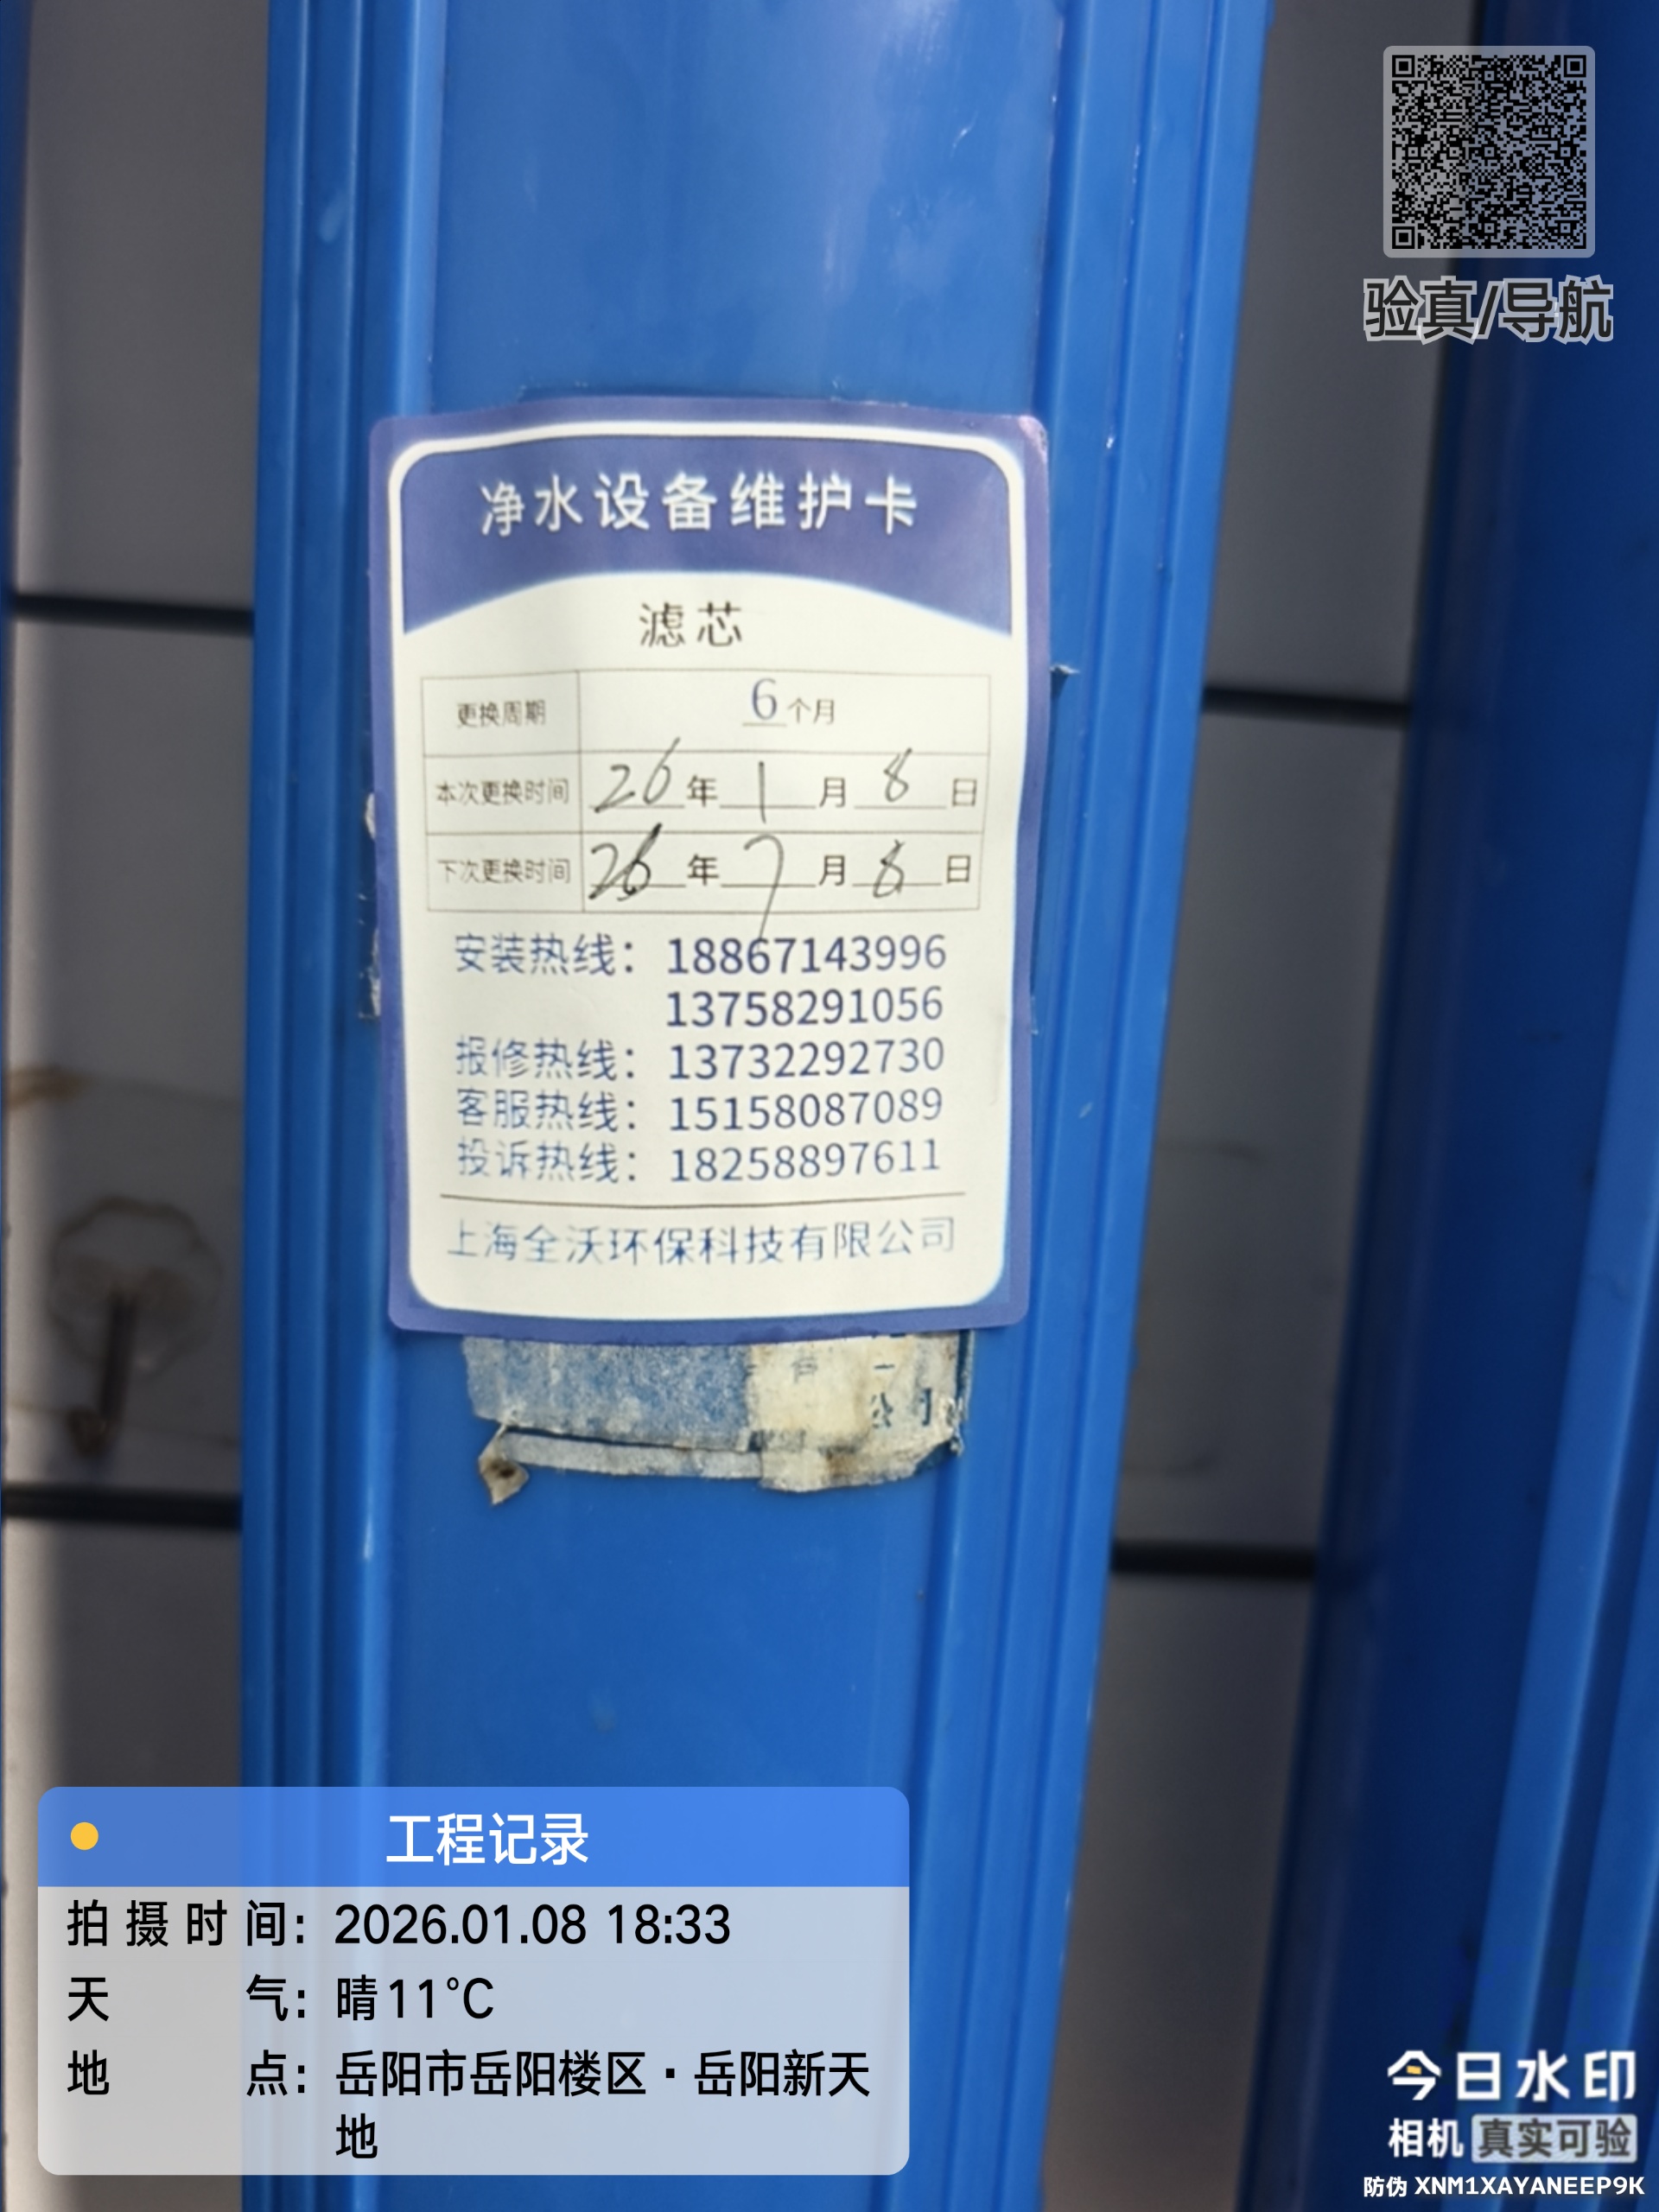 验真/导航
净水设备维护卡
滤芯
更换周期 6个月
本次更换时间 26年1月8日
下次更换时间 26年7月8日
安装热线：18867143996
13758291056
报修热线：13732292730
客服热线：15158087089
投诉热线：18258897611
上海全沃环保科技有限公司
公司
工程记录
拍摄时间：2026.01.08 18:33
天气：晴11℃
地点：岳阳市岳阳楼区·岳阳新天
地
今日水印
相机 真实可验
防伪 XNM1XAYANEEP9K